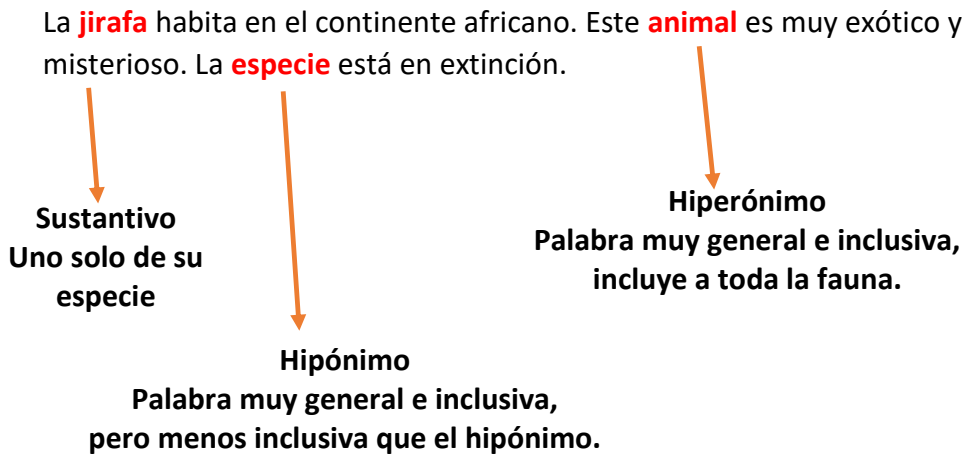 La jirafa habita en el continente africano. Este animal es muy exótico y
misterioso. La especie está en extinción.
Sustantivo
Uno solo de su
especie
Hiperónimo
Palabra muy general e inclusiva,
incluye a toda la fauna.
Hipónimo
Palabra muy general e inclusiva,
pero menos inclusiva que el hipónimo.